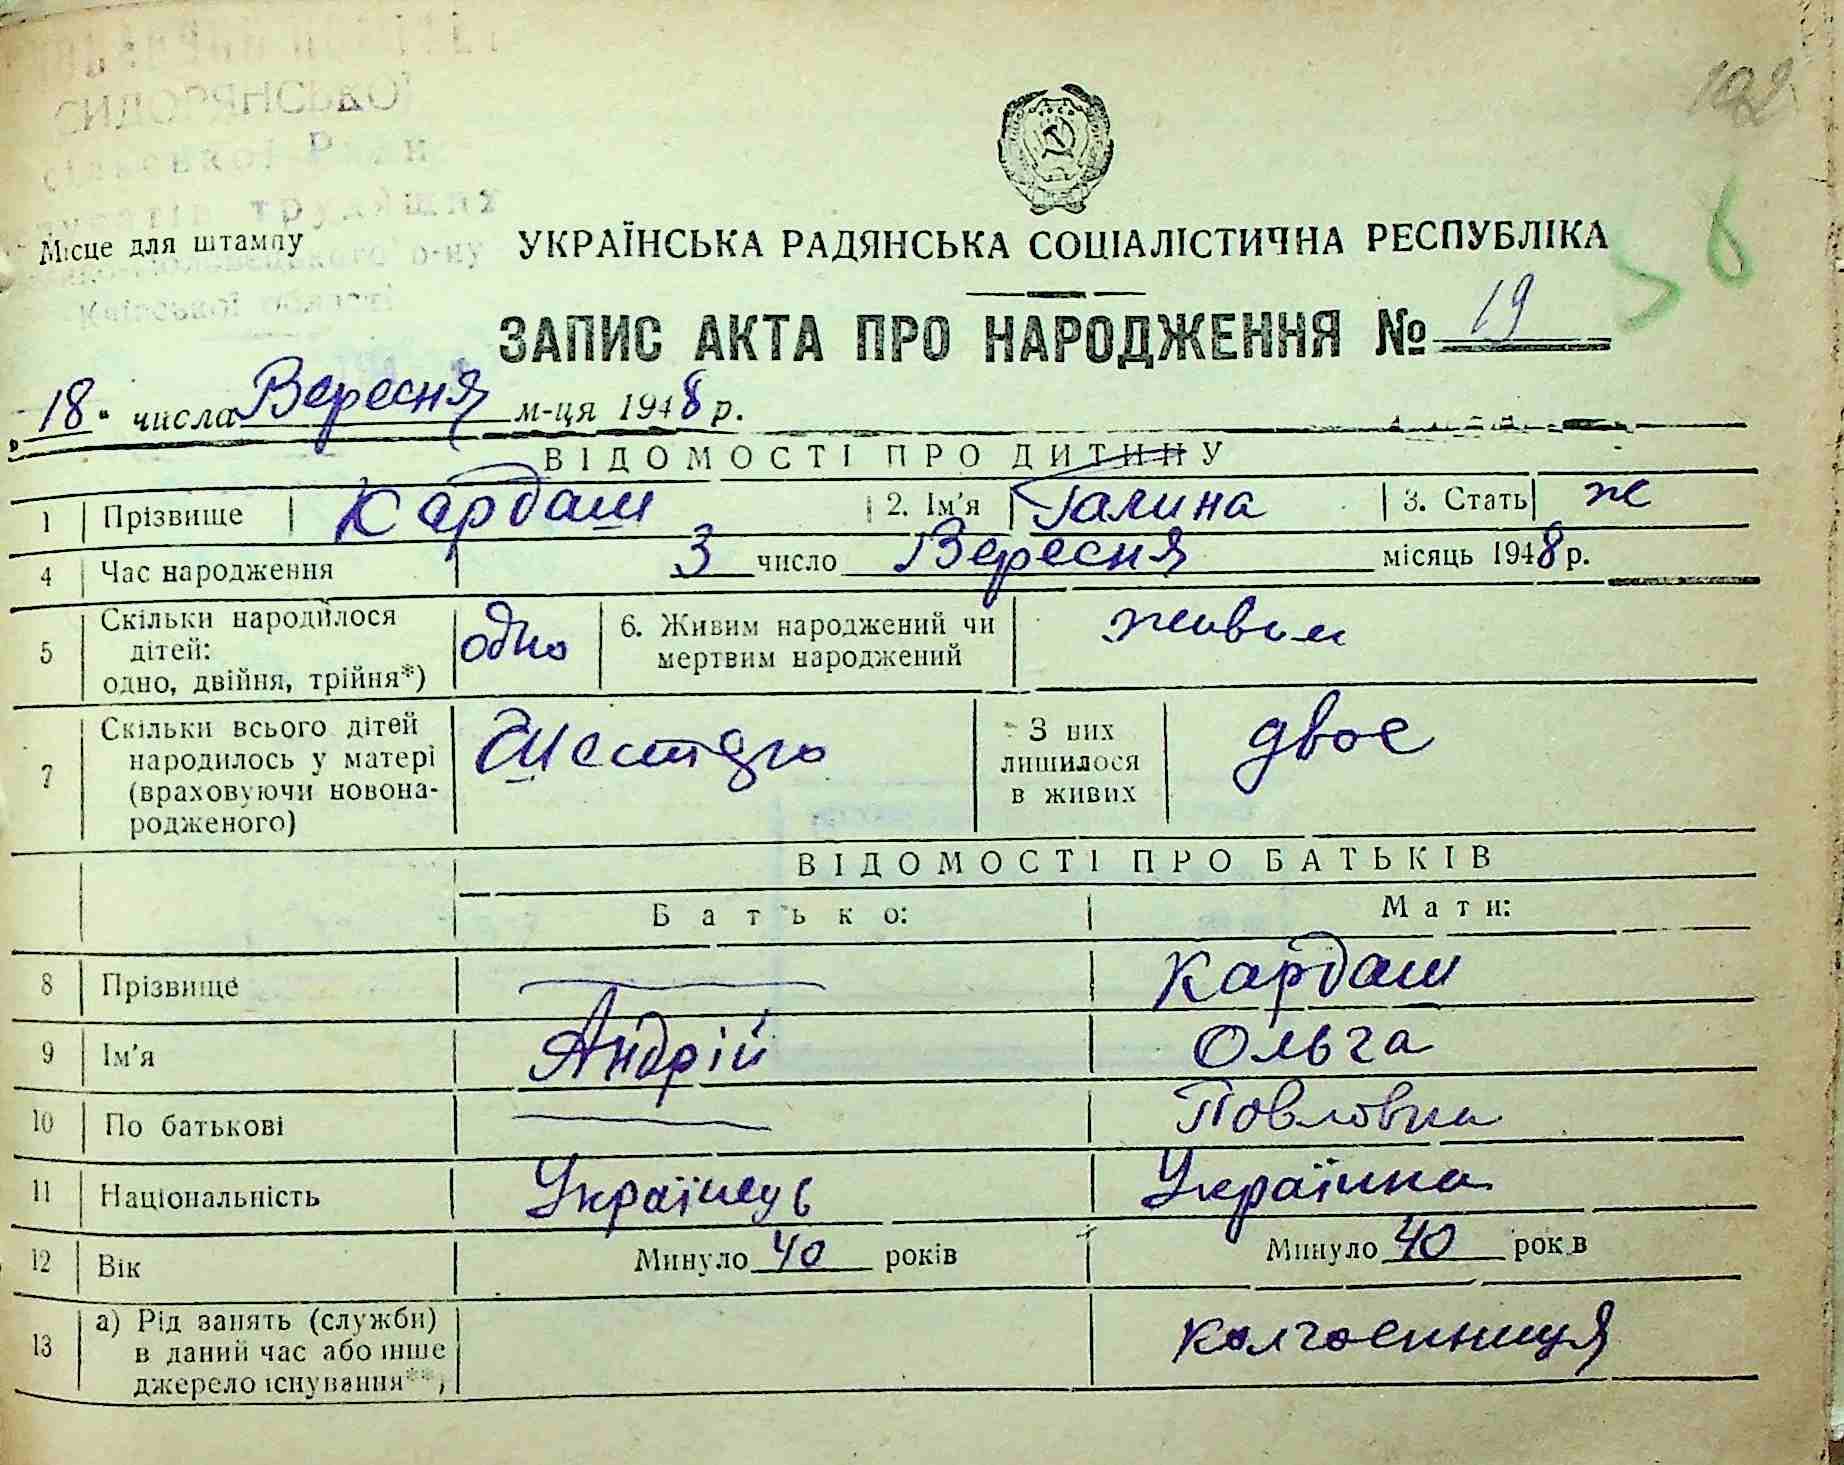 192
СИДОРЯНСЬКОЇ
сільської Ради
трудящих
Місце для штампу
р-ну
Київської області
УКРАЇНСЬКА РАДЯНСЬКА СОЦІАЛІСТИЧНА РЕСПУБЛІКА
6
ЗАПИС АКТА ПРО НАРОДЖЕННЯ № 19
„18" числа Вересня м-ця 1948 р.
ВІДОМОСТІ ПРО ДИТИНУ
1 Прізвище Кардаш 2. Ім'я Галина 3. Стать ж
4 Час народження 3 число Вересня місяць 1948 р.
5 Скільки народилося дітей: одно, двійня, трійня*) одно 6. Живим народжений чи мертвим народжений живим
7 Скільки всього дітей народилось у матері (враховуючи новонародженого) Шестеро З них лишилося в живих двоє
ВІДОМОСТІ ПРО БАТЬКІВ
Батько: Мати:
8 Прізвище — Кардаш
9 Ім'я Андрій Ольга
10 По батькові — Повловна
11 Національність Українець Українка
12 Вік Минуло 40 років Минуло 40 років
13 а) Рід занять (служби) в даний час або інше джерело існування**) колгоспниця